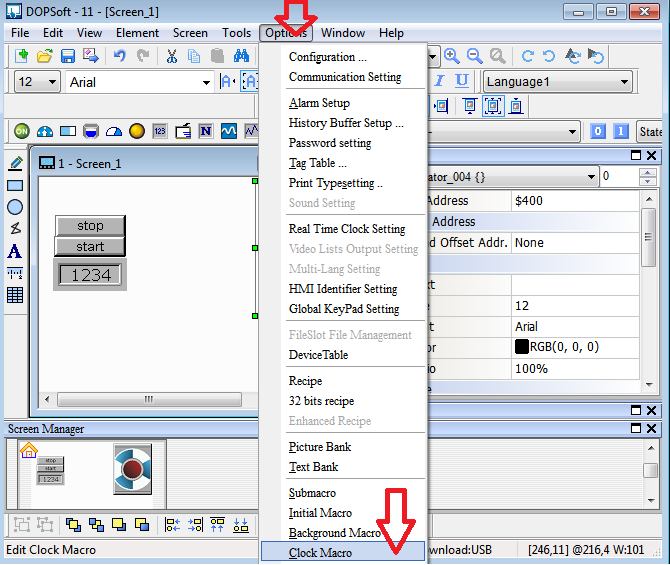 DOPSoft - 11 - [Screen_1]
File Edit View Element Screen Tools Options Window Help
12 Arial
Language1
ON 123 N 0 1 State
1 - Screen_1
stop
start
1234
Configuration ...
Communication Setting
Alarm Setup
History Buffer Setup ...
Password setting
Tag Table ...
Print Typesetting ..
Sound Setting
Real Time Clock Setting
Video Lists Output Setting
Multi-Lang Setting
HMI Identifier Setting
Global KeyPad Setting
FileSlot File Management
DeviceTable
Recipe
32 bits recipe
Enhanced Recipe
Picture Bank
Text Bank
Submacro
Initial Macro
Background Macro
Clock Macro
ator_004 {} 0
Address $400
Address
d Offset Addr. None
12
Arial
RGB(0, 0, 0)
100%
Screen Manager
stop
start
1234
Edit Clock Macro
wnload:USB [246,11] @216,4 W:101